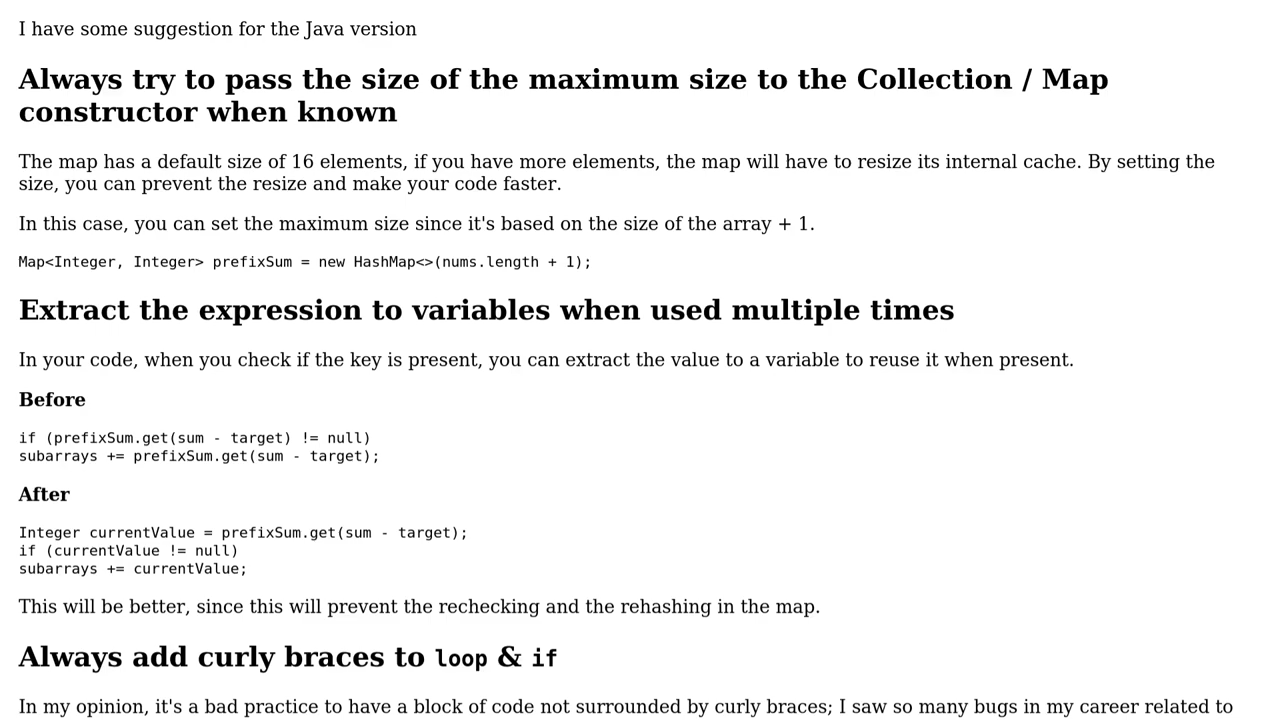 I have some suggestion for the Java version
Always try to pass the size of the maximum size to the Collection / Map
constructor when known
The map has a default size of 16 elements, if you have more elements, the map will have to resize its internal cache. By setting the
size, you can prevent the resize and make your code faster.
In this case, you can set the maximum size since it's based on the size of the array + 1.
Map<Integer, Integer> prefixSum = new HashMap<>(nums.length + 1);
Extract the expression to variables when used multiple times
In your code, when you check if the key is present, you can extract the value to a variable to reuse it when present.
Before
if (prefixSum.get(sum - target) != null)
subarrays += prefixSum.get(sum - target);
After
Integer currentValue = prefixSum.get(sum - target);
if (currentValue != null)
subarrays += currentValue;
This will be better, since this will prevent the rechecking and the rehashing in the map.
Always add curly braces to loop & if
In my opinion, it's a bad practice to have a block of code not surrounded by curly braces; I saw so many bugs in my career related to